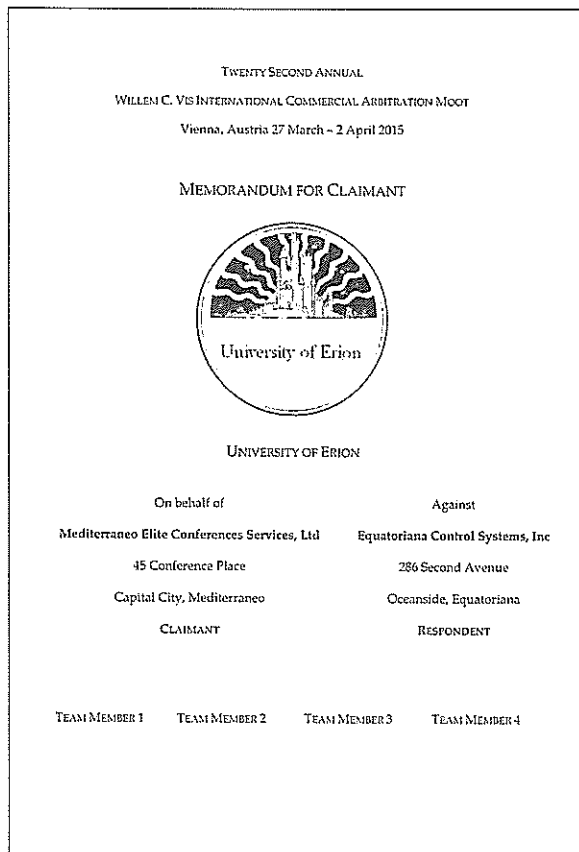 TWENTY SECOND ANNUAL
WILLEM C. VIS INTERNATIONAL COMMERCIAL ARBITRATION MOOT
Vienna, Austria 27 March – 2 April 2015
MEMORANDUM FOR CLAIMANT
University of Erion
UNIVERSITY OF ERION
On behalf of
Mediterraneo Elite Conferences Services, Ltd
45 Conference Place
Capital City, Mediterraneo
CLAIMANT
Against
Equatoriana Control Systems, Inc
286 Second Avenue
Oceanside, Equatoriana
RESPONDENT
TEAM MEMBER 1 TEAM MEMBER 2 TEAM MEMBER 3 TEAM MEMBER 4